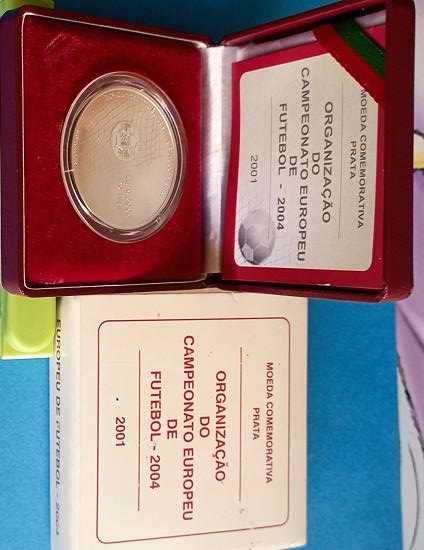 MOEDA COMEMORATIVA
PRATA
ORGANIZAÇÃO
DO
CAMPEONATO EUROPEU
DE
FUTEBOL - 2004
2001
MOEDA COMEMORATIVA
PRATA
ORGANIZAÇÃO
DO
CAMPEONATO EUROPEU
DE
FUTEBOL - 2004
. 2001
EUROPEU DE FUTEBOL - 2004